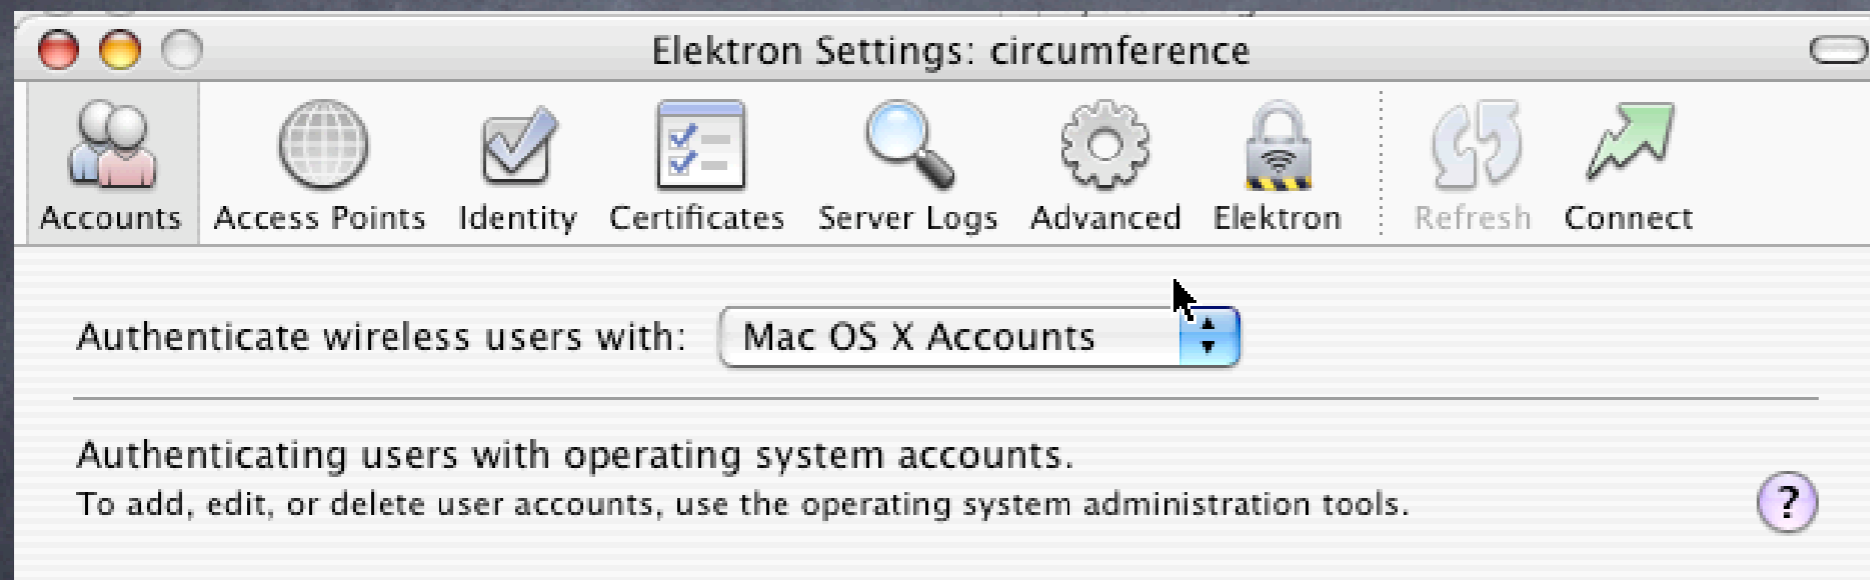 Elektron Settings: circumference
Accounts Access Points Identity Certificates Server Logs Advanced Elektron Refresh Connect
Authenticate wireless users with: Mac OS X Accounts
Authenticating users with operating system accounts.
To add, edit, or delete user accounts, use the operating system administration tools.
?